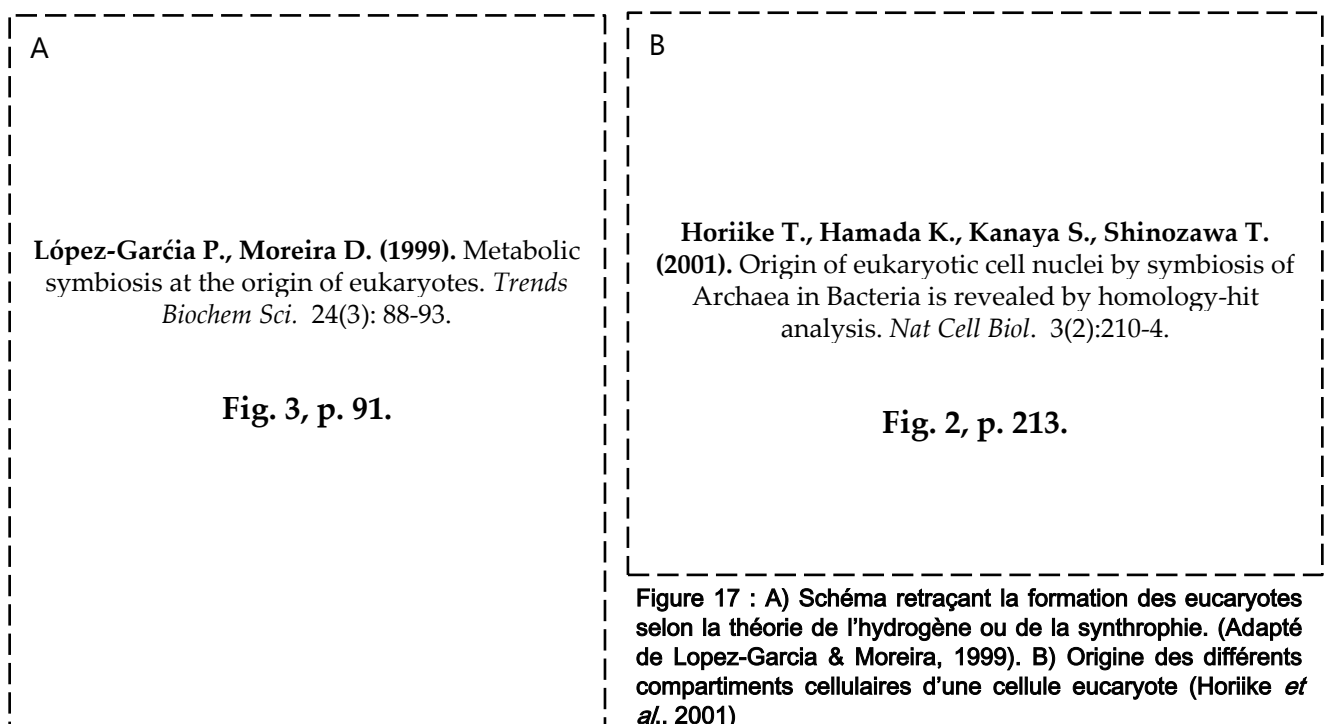 A
López-Garćia P., Moreira D. (1999). Metabolic
symbiosis at the origin of eukaryotes. Trends
Biochem Sci. 24(3): 88-93.
Fig. 3, p. 91.
B
Horiike T., Hamada K., Kanaya S., Shinozawa T.
(2001). Origin of eukaryotic cell nuclei by symbiosis of
Archaea in Bacteria is revealed by homology-hit
analysis. Nat Cell Biol. 3(2):210-4.
Fig. 2, p. 213.
Figure 17 : A) Schéma retraçant la formation des eucaryotes
selon la théorie de l'hydrogène ou de la synthrophie. (Adapté
de Lopez-Garcia & Moreira, 1999). B) Origine des différents
compartiments cellulaires d'une cellule eucaryote (Horiike et
al., 2001)